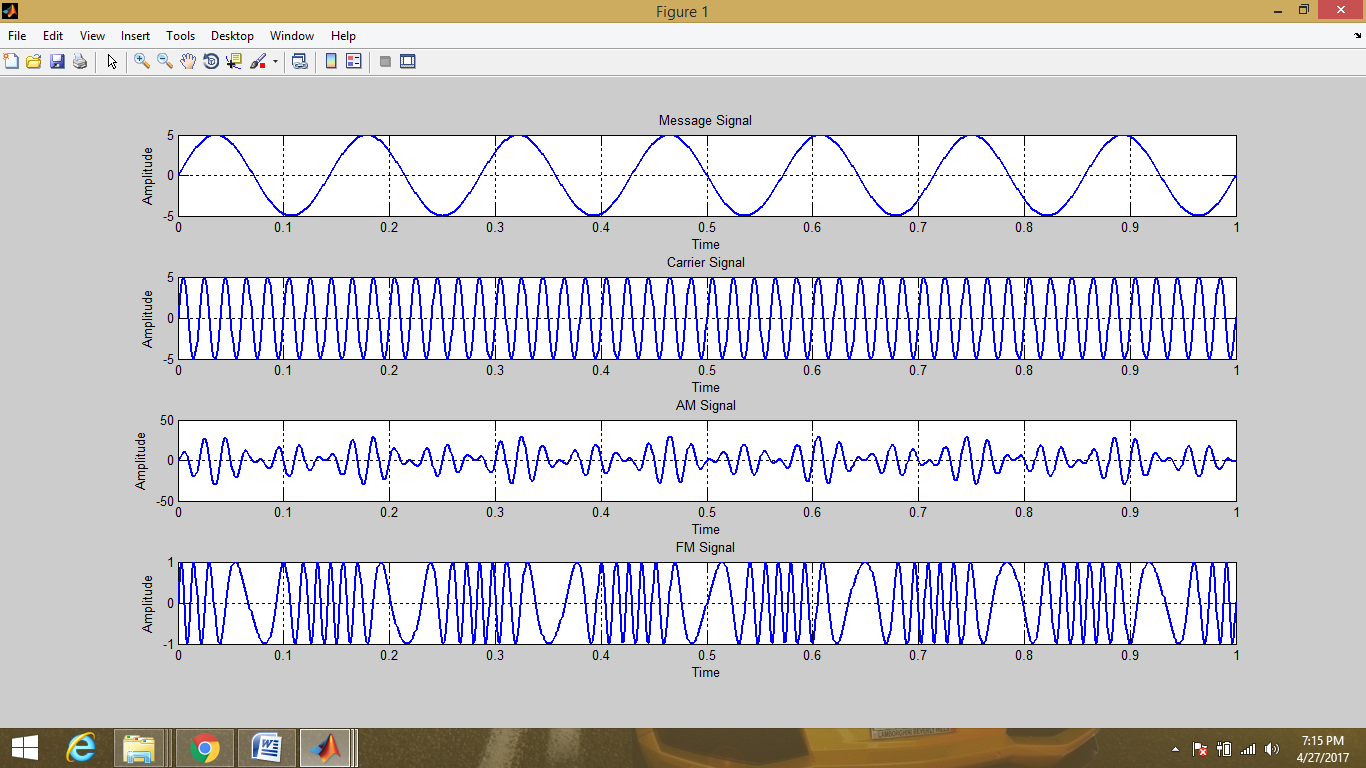 Figure 1
File Edit View Insert Tools Desktop Window Help
Message Signal
Amplitude
5
0
-5
0 0.1 0.2 0.3 0.4 0.5 0.6 0.7 0.8 0.9 1
Time
Carrier Signal
Amplitude
5
0
-5
0 0.1 0.2 0.3 0.4 0.5 0.6 0.7 0.8 0.9 1
Time
AM Signal
Amplitude
50
0
-50
0 0.1 0.2 0.3 0.4 0.5 0.6 0.7 0.8 0.9 1
Time
FM Signal
Amplitude
1
0
-1
0 0.1 0.2 0.3 0.4 0.5 0.6 0.7 0.8 0.9 1
Time
7:15 PM
4/27/2017